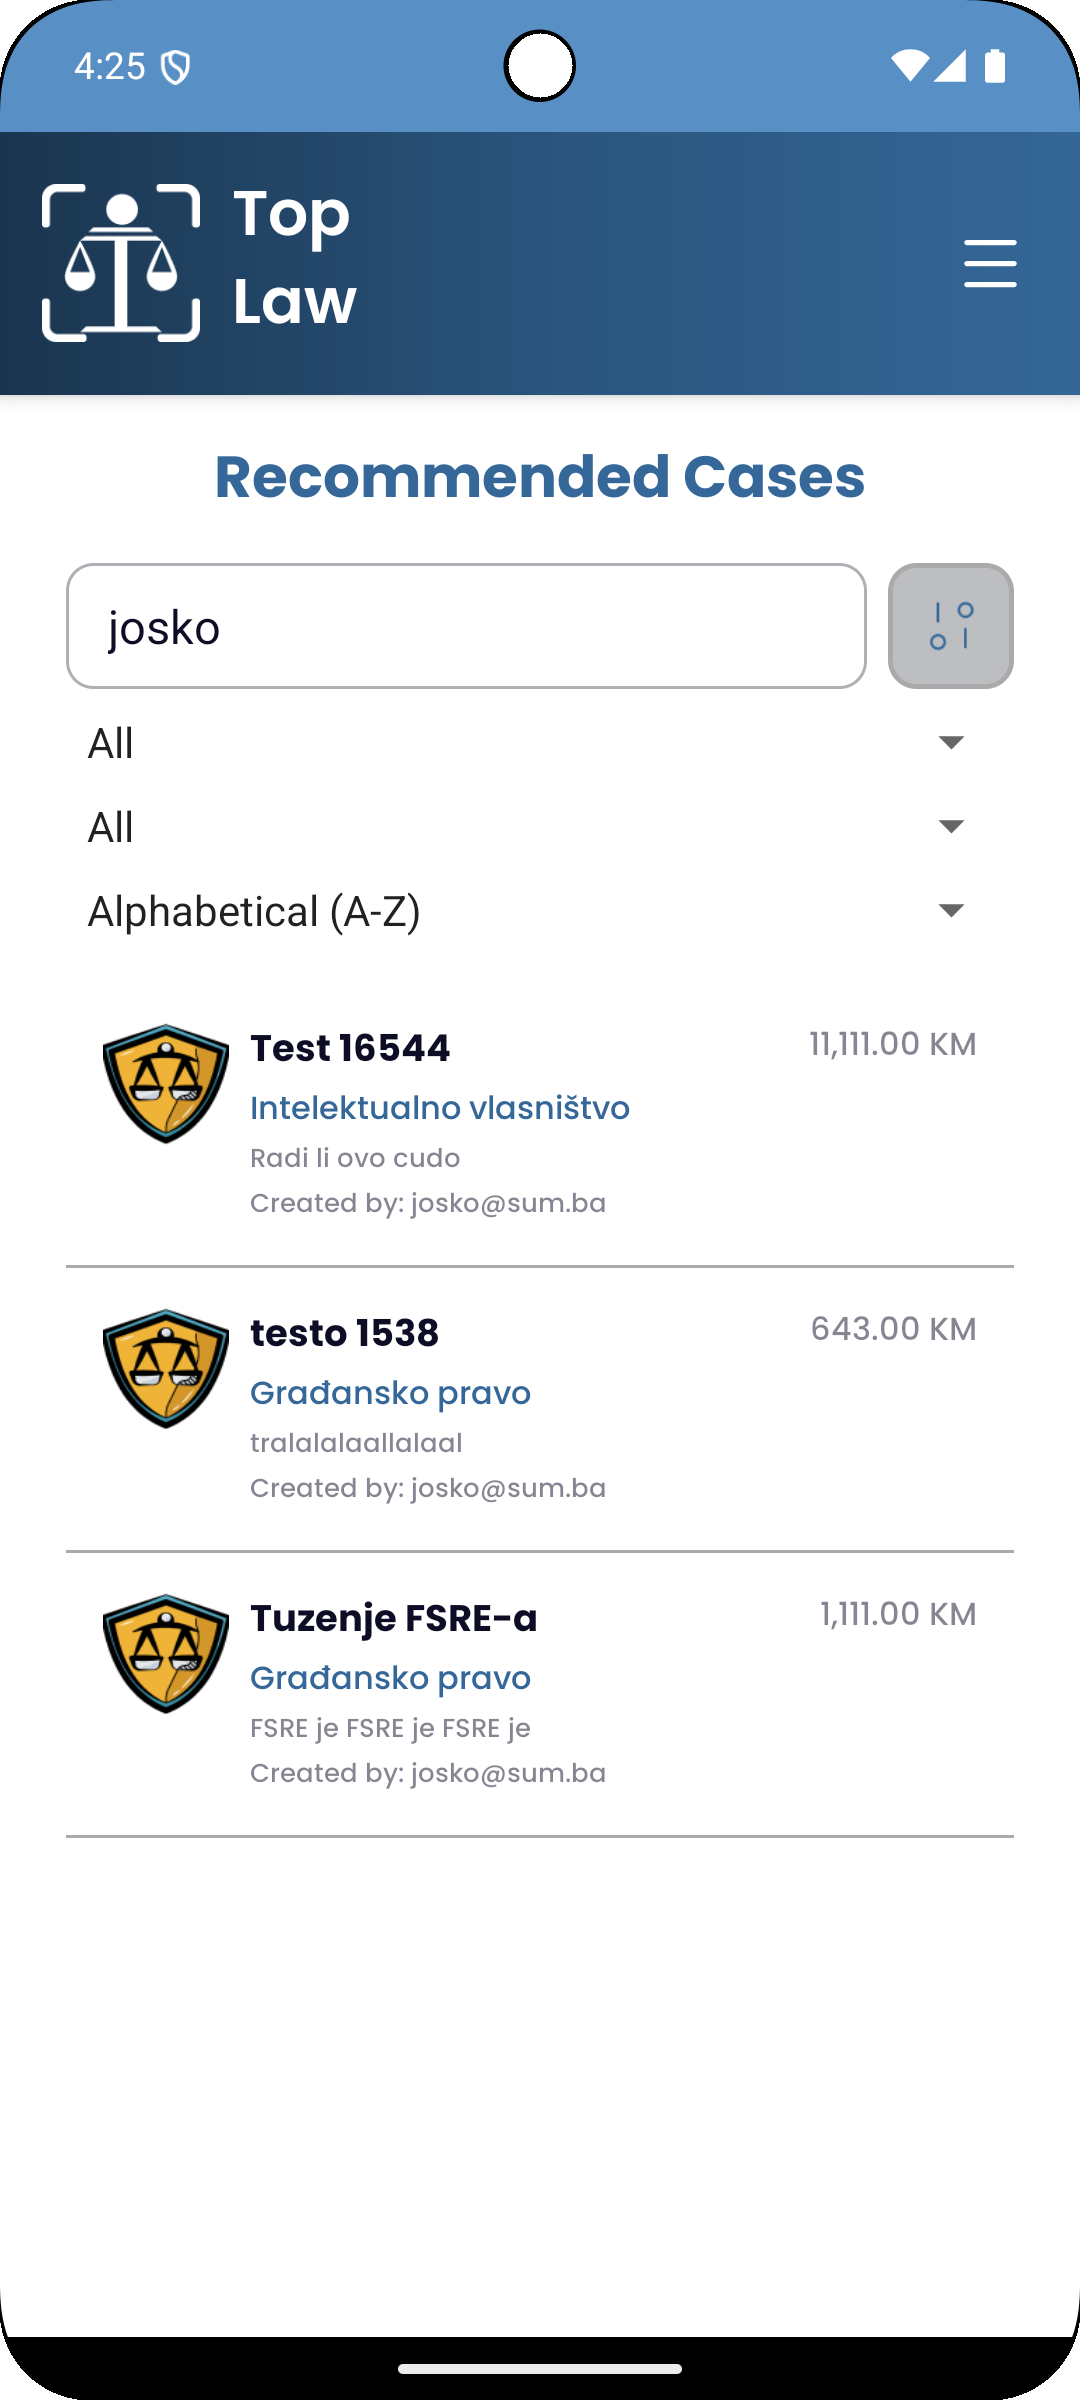 4:25
Top
Law
Recommended Cases
josko
All
All
Alphabetical (A-Z)
Test 16544
11,111.00 KM
Intelektualno vlasništvo
Radi li ovo cudo
Created by: josko@sum.ba
testo 1538
643.00 KM
Građansko pravo
tralalalaallalaal
Created by: josko@sum.ba
Tuzenje FSRE-a
1,111.00 KM
Građansko pravo
FSRE je FSRE je FSRE je
Created by: josko@sum.ba